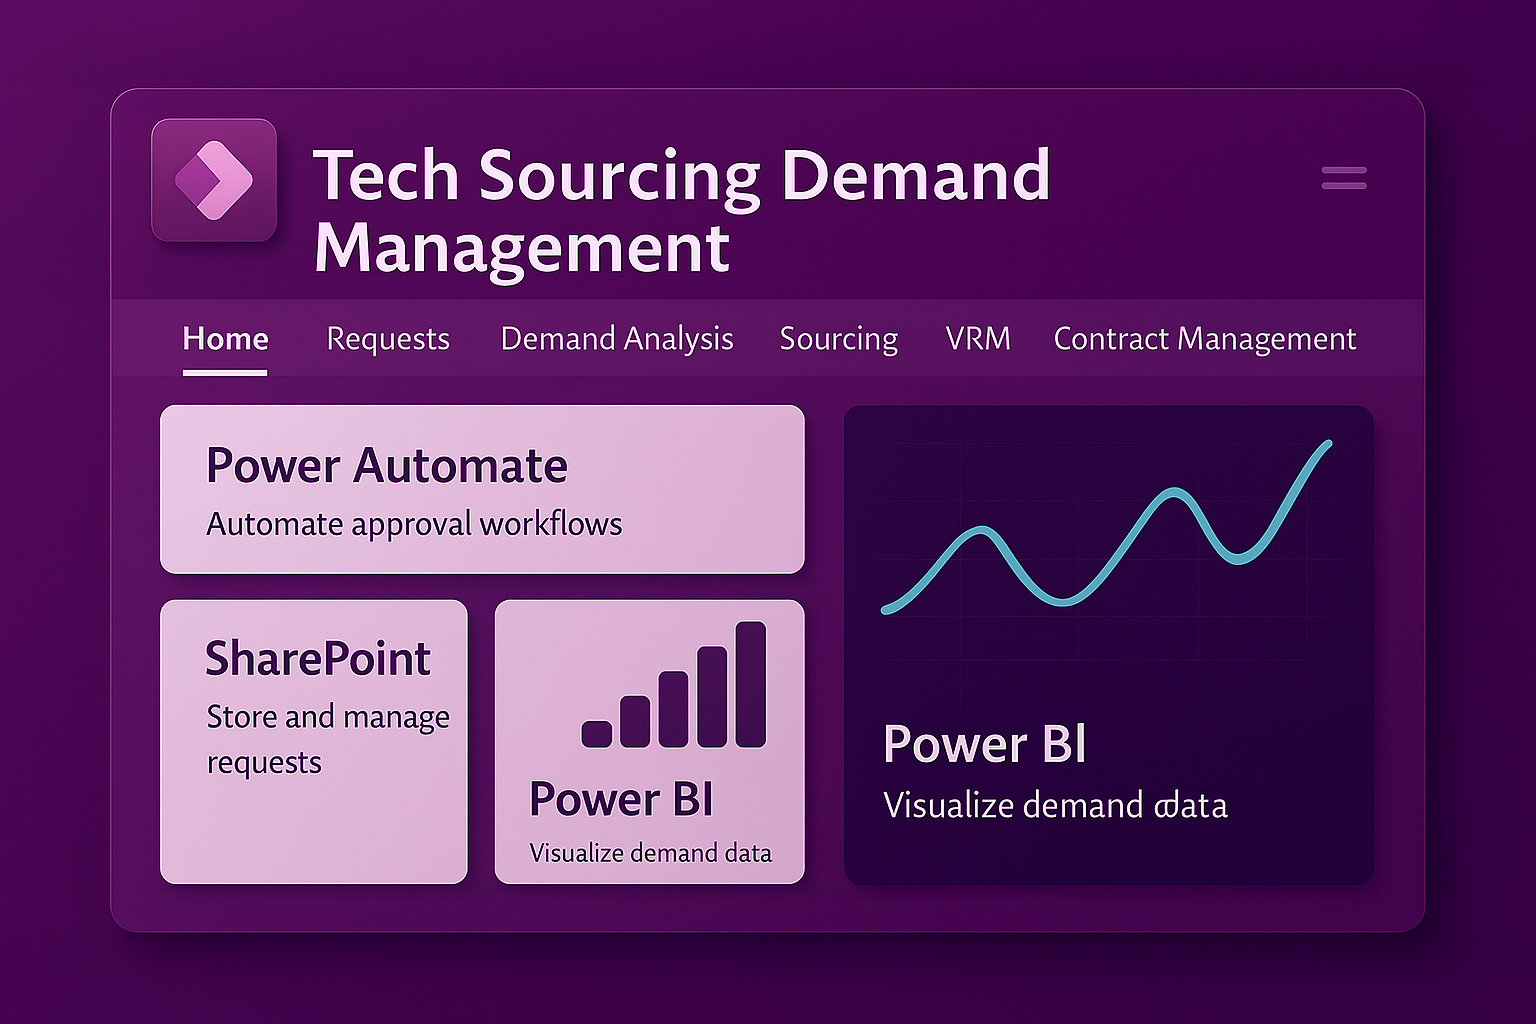 Tech Sourcing Demand
Management
Home Requests Demand Analysis Sourcing VRM Contract Management
Power Automate
Automate approval workflows
SharePoint
Store and manage
requests
Power BI
Visualize demand data
Power BI
Visualize demand data